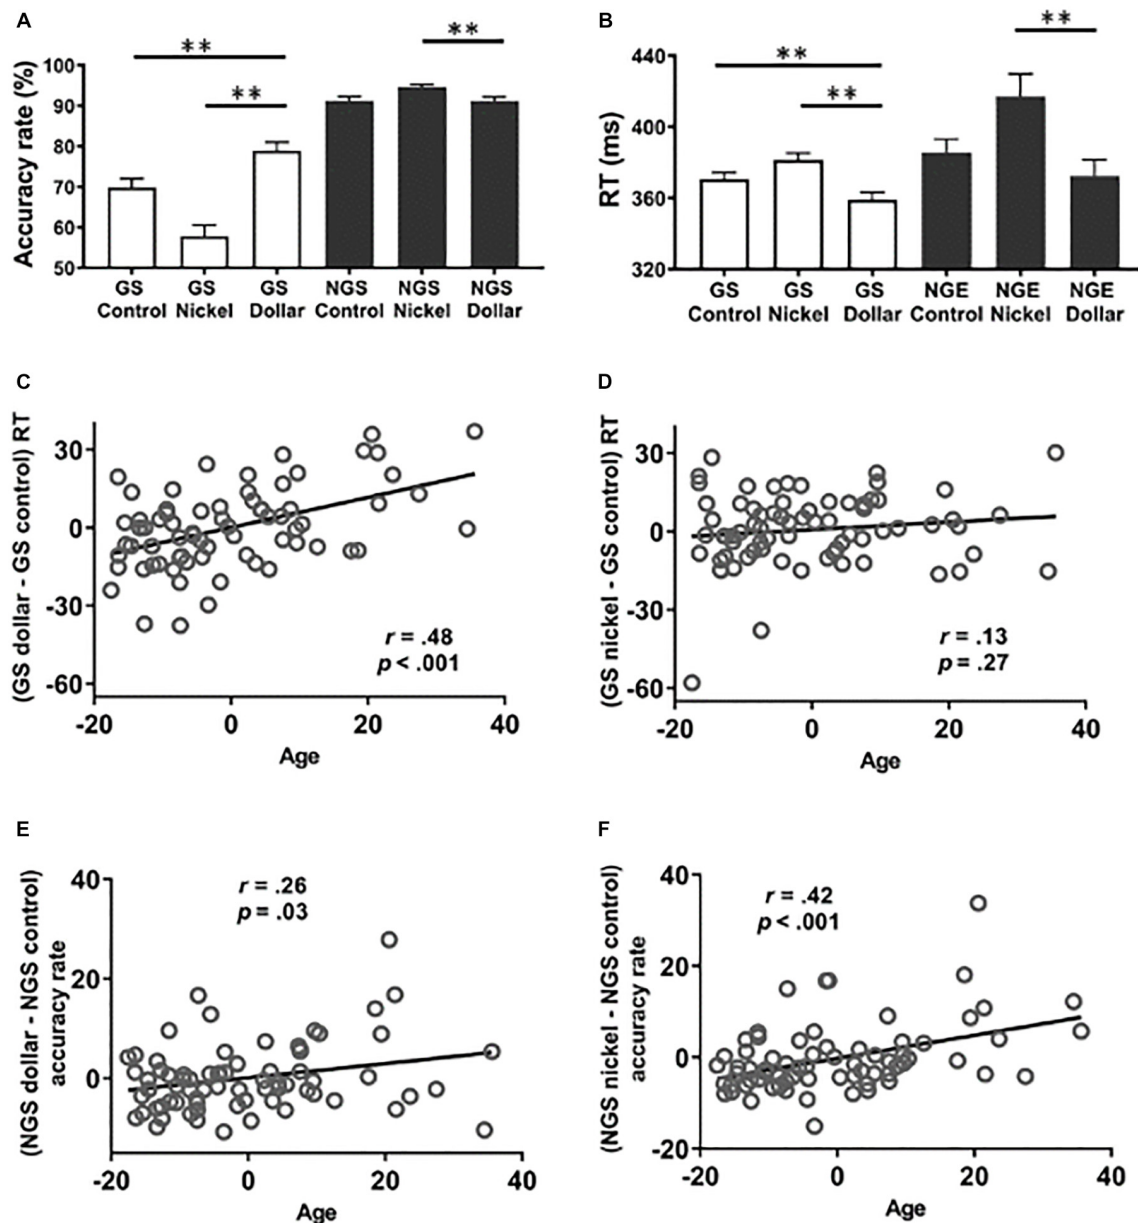 A
**
**
**
Accuracy rate (%)
100
90
80
70
60
50
GS Control
GS Nickel
GS Dollar
NGS Control
NGS Nickel
NGS Dollar
B
**
**
**
RT (ms)
440
400
360
320
GS Control
GS Nickel
GS Dollar
NGE Control
NGE Nickel
NGE Dollar
C
(GS dollar - GS control) RT
30
0
-30
-60
r = .48
p < .001
-20 0 20 40
Age
D
(GS nickel - GS control) RT
30
0
-30
-60
r = .13
p = .27
-20 0 20 40
Age
E
(NGS dollar - NGS control)
accuracy rate
40
20
0
r = .26
p = .03
-20 0 20 40
Age
F
(NGS nickel - NGS control)
accuracy rate
40
20
0
-20
r = .42
p < .001
-20 0 20 40
Age